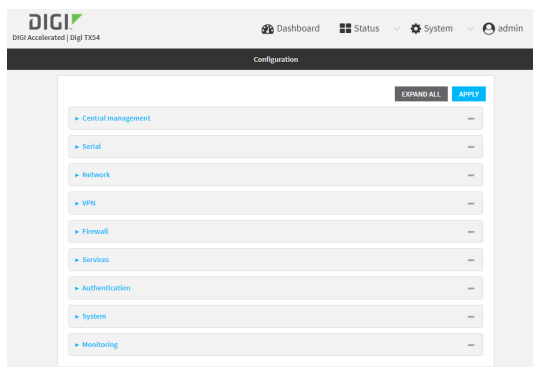 DIGI
DIGI Accelerated | Digi TX54
Dashboard
Status
System
admin
Configuration
EXPAND ALL
APPLY
Central management
Serial
Network
VPN
Firewall
Services
Authentication
System
Monitoring